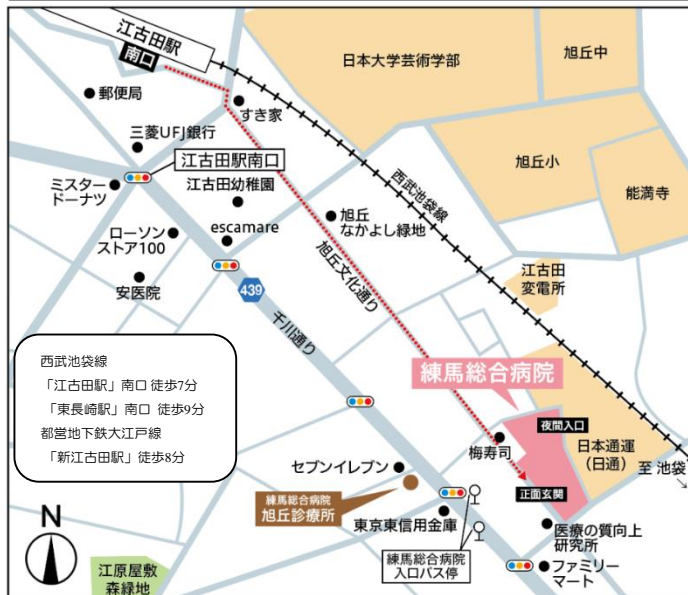 江古田駅
南口
日本大学芸術学部
旭丘中
郵便局
すき家
三菱UFJ銀行
江古田駅南口
西武池袋線
旭丘小
能満寺
ミスター
ドーナツ
江古田幼稚園
旭丘
なかよし緑地
ローソン
ストア100
escamare
旭丘文化通り
江古田
変電所
安医院
439
千川通り
西武池袋線
「江古田駅」南口 徒歩7分
「東長崎駅」南口 徒歩9分
都営地下鉄大江戸線
「新江古田駅」徒歩8分
練馬総合病院
夜間入口
梅寿司
日本通運
(日通)
至 池袋
セブンイレブン
正面玄関
練馬総合病院
旭丘診療所
東京東信用金庫
医療の質向上
研究所
練馬総合病院
入口バス停
ファミリー
マート
N
江原屋敷
森緑地